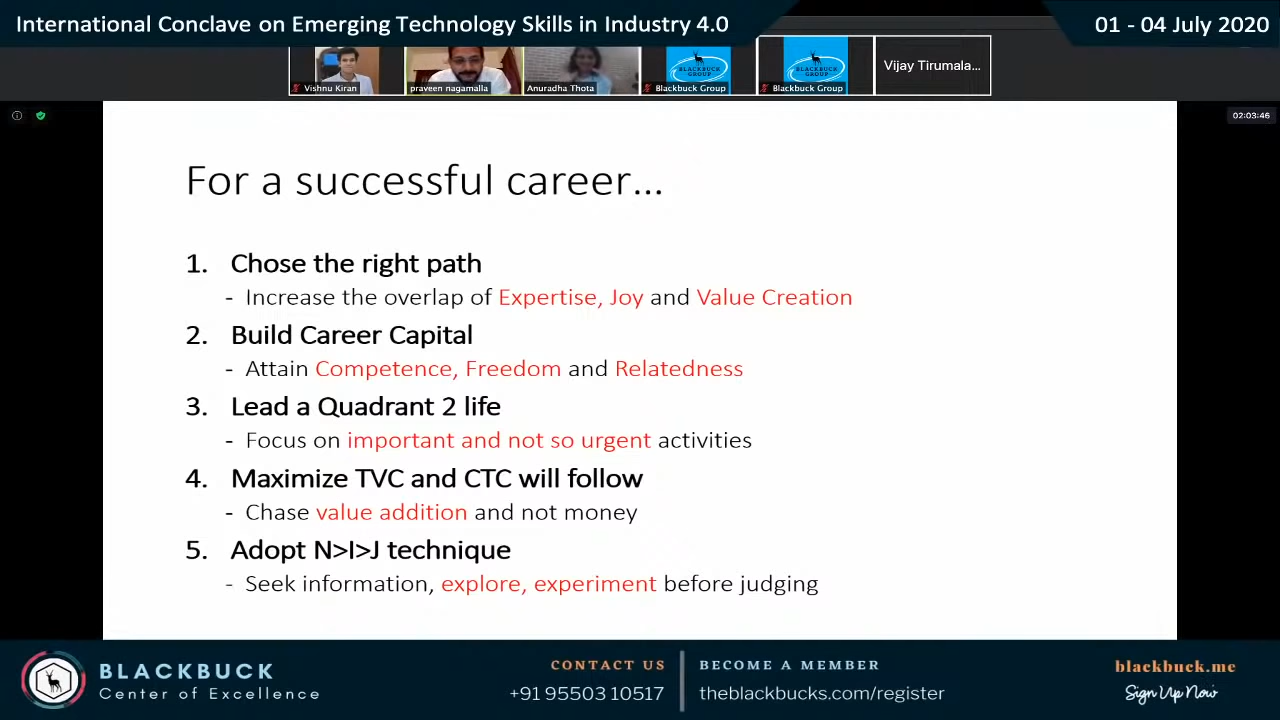 International Conclave on Emerging Technology Skills in Industry 4.0
01 - 04 July 2020
Vishnu Kiran
praveen nagamalla
Anuradha Thota
BLACKBUCK
GROUP
Blackbuck Group
BLACKBUCK
GROUP
Blackbuck Group
Vijay Tirumala...
02:03:46
For a successful career...
1. Chose the right path
- Increase the overlap of Expertise, Joy and Value Creation
2. Build Career Capital
- Attain Competence, Freedom and Relatedness
3. Lead a Quadrant 2 life
- Focus on important and not so urgent activities
4. Maximize TVC and CTC will follow
- Chase value addition and not money
5. Adopt N>I>J technique
- Seek information, explore, experiment before judging
BLACKBUCK
Center of Excellence
CONTACT US
+91 95503 10517
BECOME A MEMBER
theblackbucks.com/register
blackbuck.me
Sign Up Now